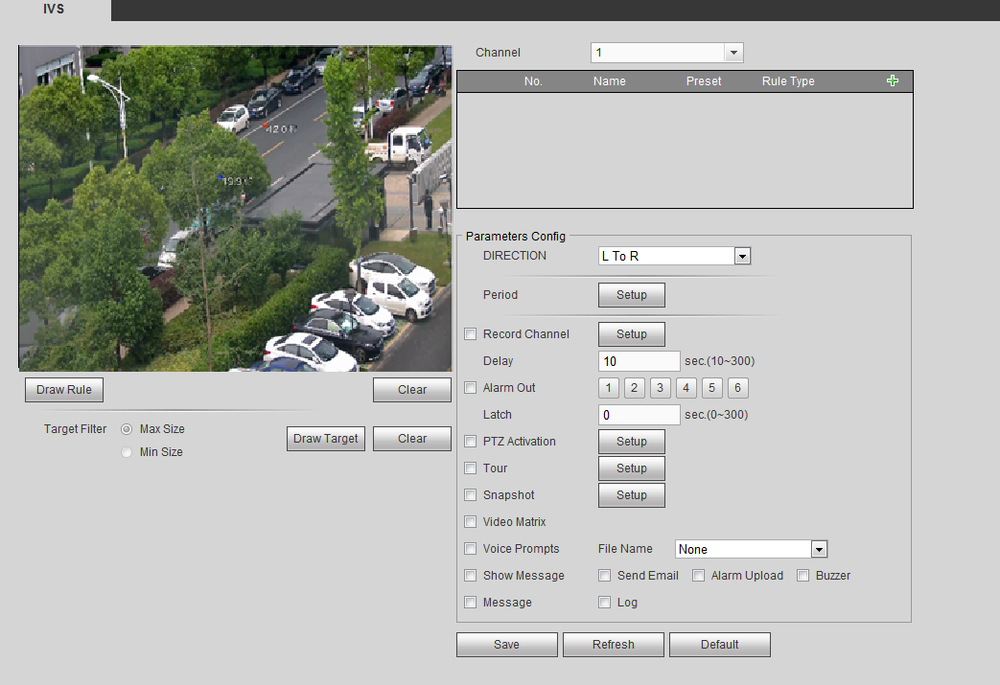 IVS
Channel 1
No. Name Preset Rule Type
Parameters Config
DIRECTION L To R
Period Setup
Record Channel Setup
Delay 10 sec.(10~300)
Alarm Out 1 2 3 4 5 6
Latch 0 sec.(0~300)
PTZ Activation Setup
Tour Setup
Snapshot Setup
Video Matrix
Voice Prompts File Name None
Show Message Send Email Alarm Upload Buzzer
Message Log
Save Refresh Default
Draw Rule Clear
Target Filter Max Size Draw Target Clear
Min Size